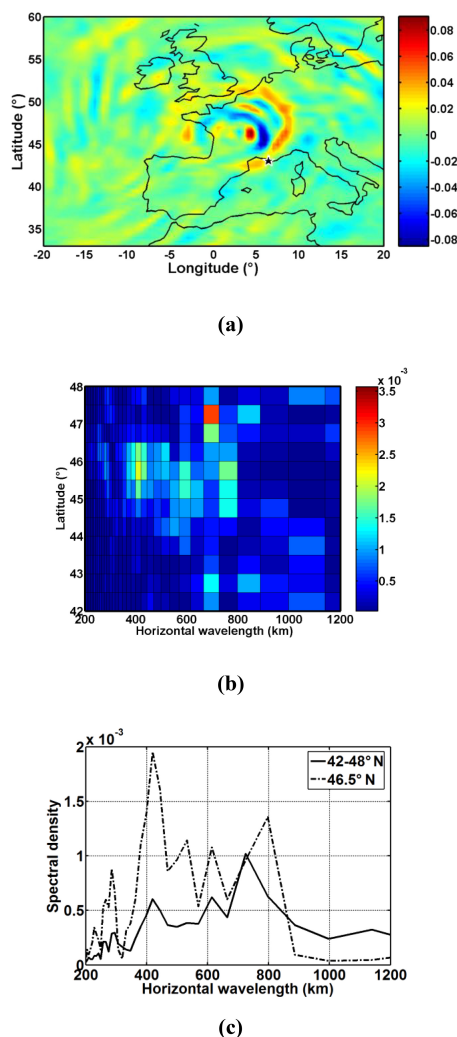 60
55
50
45
40
35
Latitude (°)
-20 -15 -10 -5 0 5 10 15 20
Longitude (°)
0.08
0.06
0.04
0.02
0
-0.02
-0.04
-0.06
-0.08
(a)
x 10-3
48
47
46
45
44
43
42
Latitude (°)
200 400 600 800 1000 1200
Horizontal wavelength (km)
3.5
3
2.5
2
1.5
1
0.5
(b)
x 10-3
2
1.5
1
0.5
0
Spectral density
42-48° N
46.5° N
200 400 600 800 1000 1200
Horizontal wavelength (km)
(c)